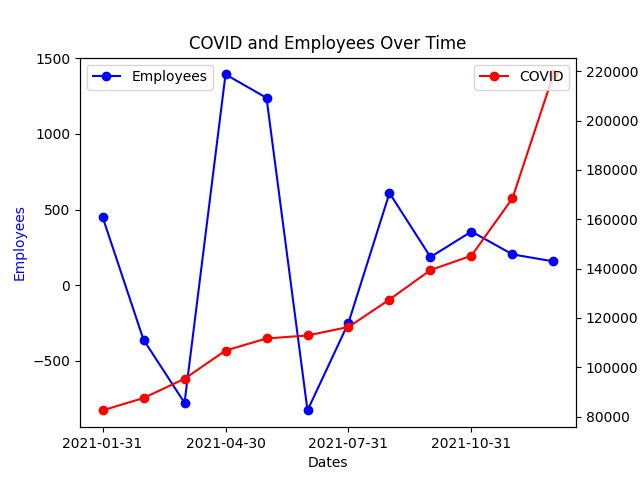 COVID and Employees Over Time
Employees
COVID
1500
1000
500
0
−500
Employees
220000
200000
180000
160000
140000
120000
100000
80000
2021-01-31 2021-04-30 2021-07-31 2021-10-31
Dates